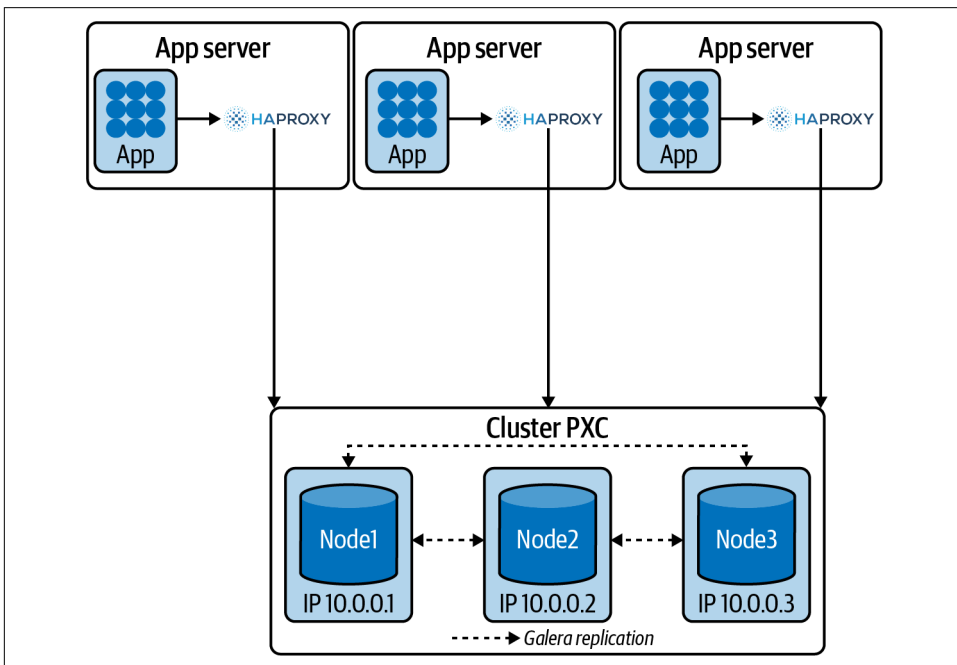 App server App server App server
HAPROXY HAPROXY HAPROXY
App App App
Cluster PXC
Node1 Node2 Node3
IP 10.0.0.1 IP 10.0.0.2 IP 10.0.0.3
Galera replication